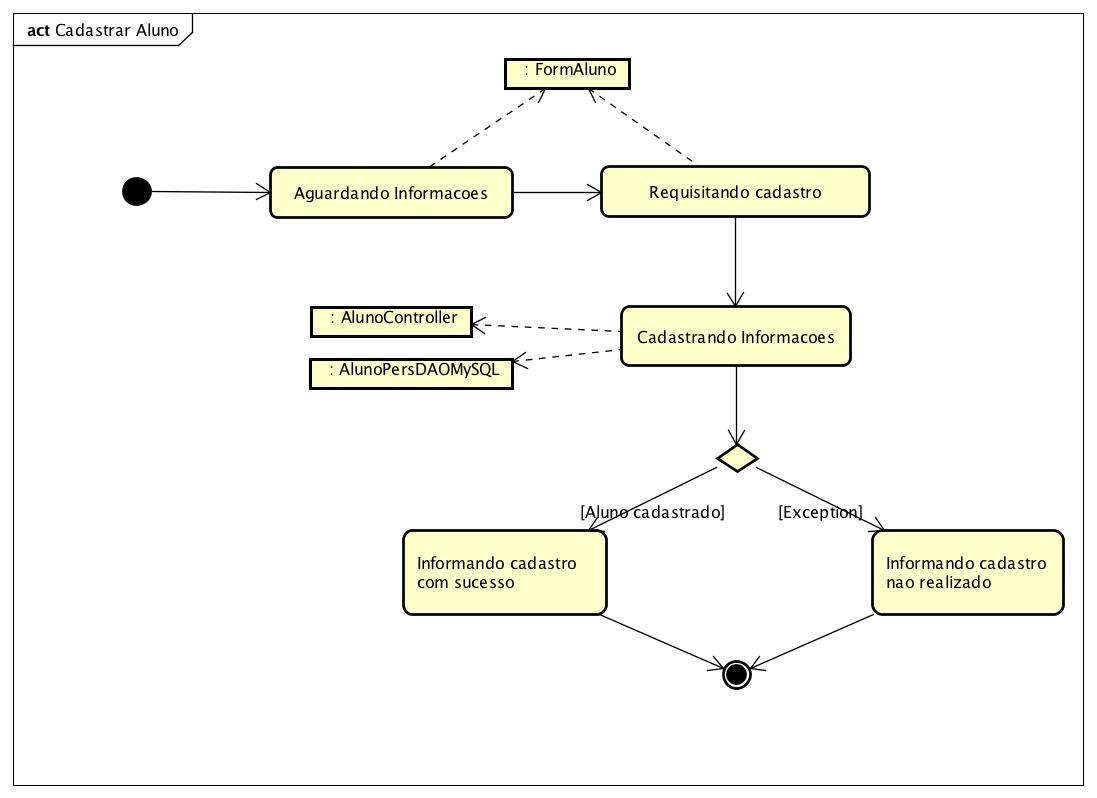 act Cadastrar Aluno
: FormAluno
Aguardando Informacoes
Requisitando cadastro
: AlunoController
Cadastrando Informacoes
: AlunoPersDAOMySQL
[Aluno cadastrado]
[Exception]
Informando cadastro
com sucesso
Informando cadastro
nao realizado